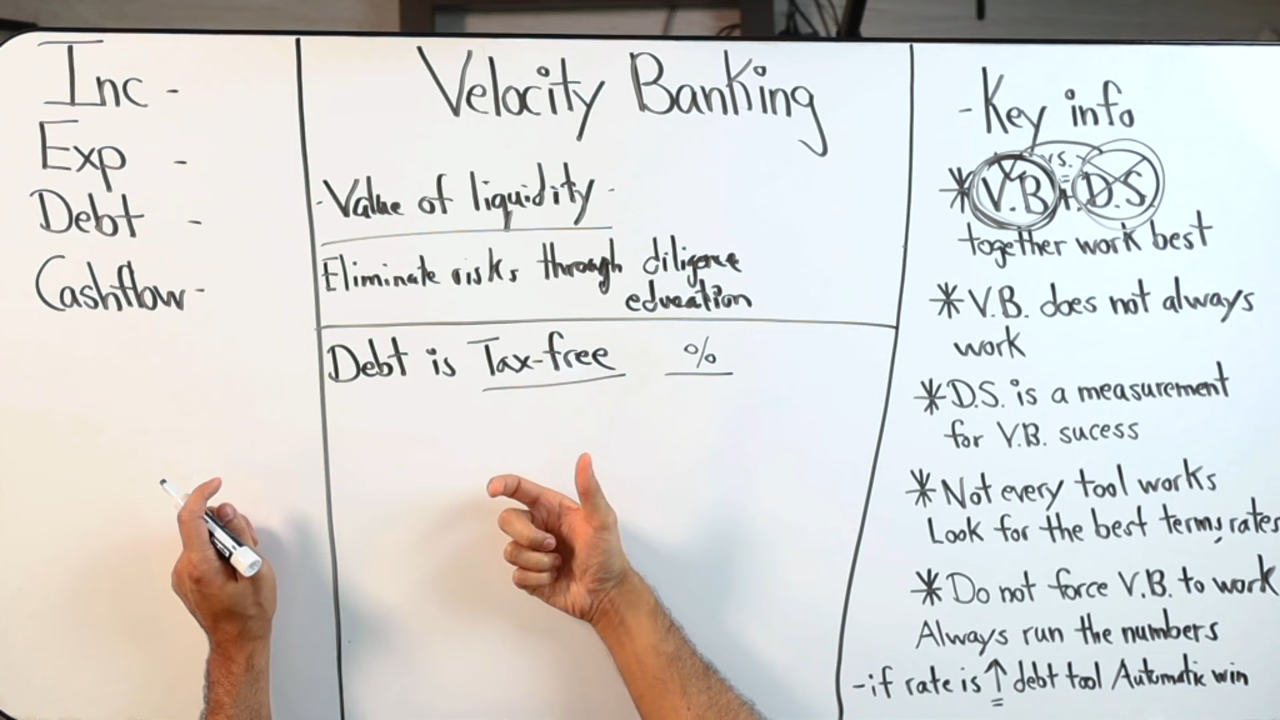 Inc -
Exp -
Debt -
Cashflow -
Velocity Banking
- Value of liquidity -
Eliminate risks through diligence
education
Debt is Tax-free %
- Key info
vs.
* V.B + D.S.
together work best
* V.B. does not always
work
* D.S. is a measurement
for V.B. sucess
* Not every tool works
Look for the best terms, rates
* Do not force V.B. to work
Always run the numbers
- if rate is ↑ debt tool Automatic win